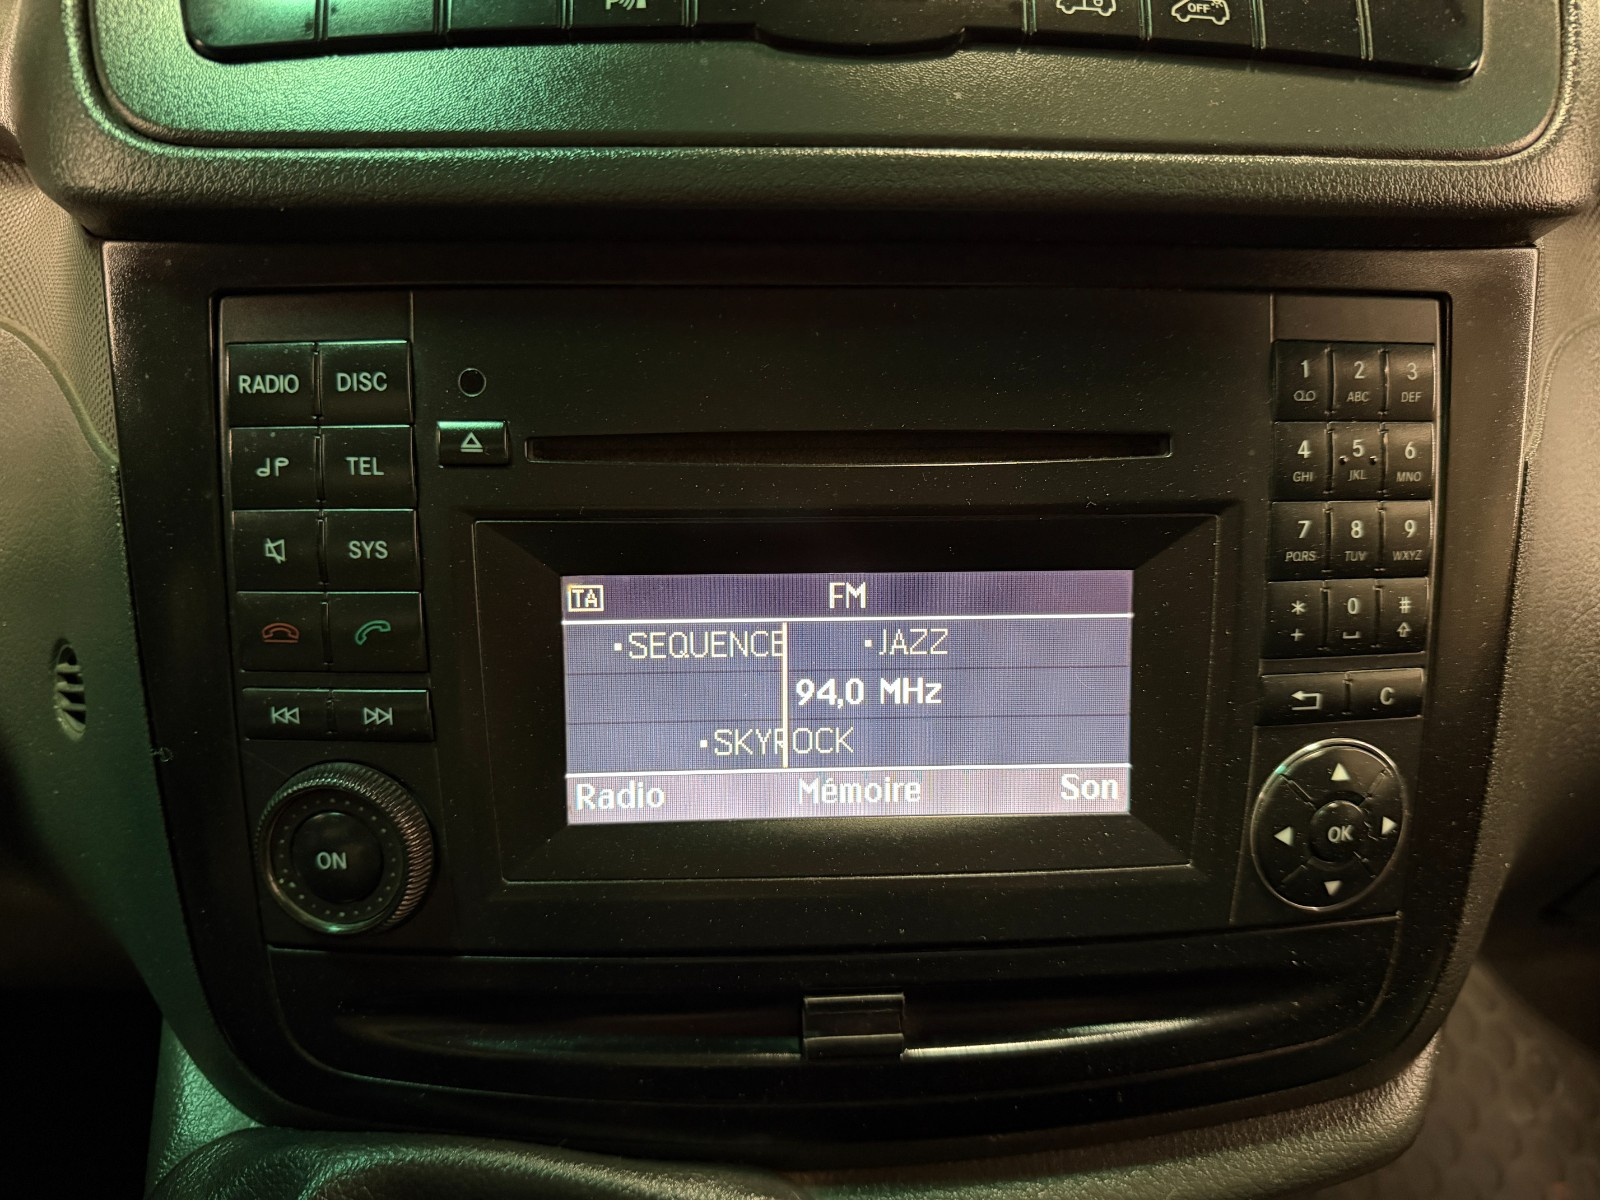 OFF
RADIO DISC
TEL
SYS
ON
1 2 3
ABC DEF
4 5 6
GHI JKL MNO
7 8 9
PQRS TUV WXYZ
* 0 #
+
C
OK
TA FM
SEQUENCE JAZZ
94,0 MHz
SKYROCK
Radio Mémoire Son